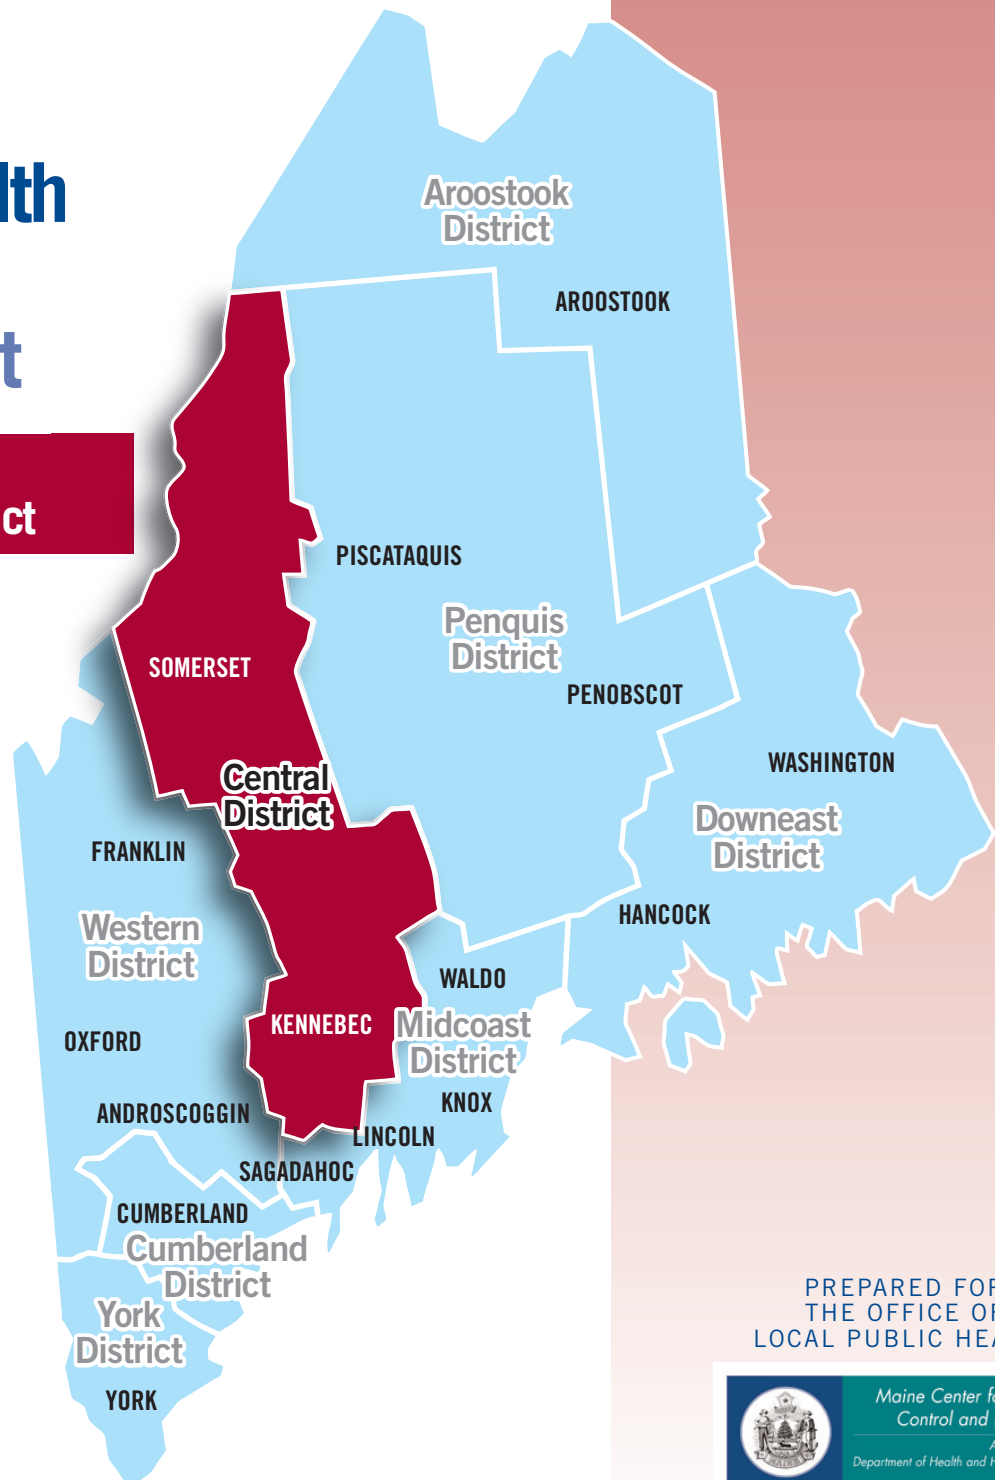 lth
t
ct
Aroostook
District
AROOSTOOK
PISCATAQUIS
Penquis
District
SOMERSET
PENOBSCOT
Central
District
WASHINGTON
Downeast
District
FRANKLIN
HANCOCK
Western
District
WALDO
KENNEBEC
Midcoast
District
OXFORD
KNOX
ANDROSCOGGIN
LINCOLN
SAGADAHOC
CUMBERLAND
Cumberland
District
York
District
YORK
PREPARED FOR
THE OFFICE OF
LOCAL PUBLIC HEA
Maine Center fo
Control and
A
Department of Health and H